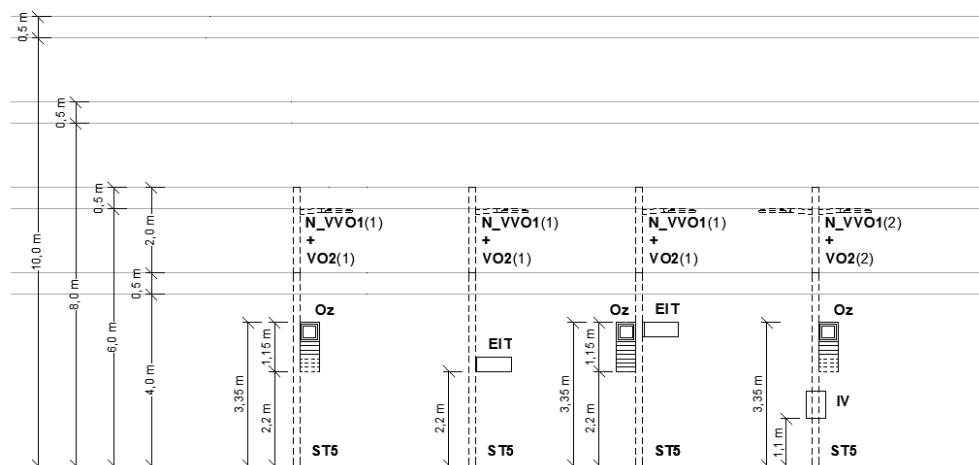 0,5 m
0,5 m
0,5 m
2,0 m
10,0 m
8,0 m
6,0 m
0,5 m
4,0 m
N_VVO1(1)
+
VO2(1)
N_VVO1(1)
+
VO2(1)
N_VVO1(1)
+
VO2(1)
N_VVO1(2)
+
VO2(2)
Oz
3,35 m
1,15 m
2,2 m
ST5
EIT
2,2 m
ST5
Oz
EIT
3,35 m
1,15 m
2,2 m
ST5
Oz
3,35 m
IV
1,1 m
ST5